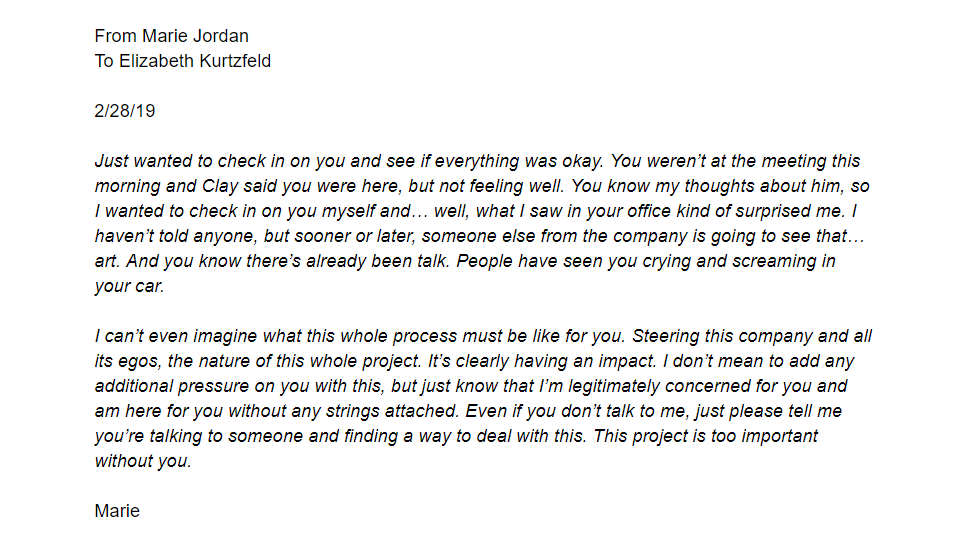 From Marie Jordan
To Elizabeth Kurtzfeld
2/28/19
Just wanted to check in on you and see if everything was okay. You weren’t at the meeting this
morning and Clay said you were here, but not feeling well. You know my thoughts about him, so
I wanted to check in on you myself and… well, what I saw in your office kind of surprised me. I
haven’t told anyone, but sooner or later, someone else from the company is going to see that…
art. And you know there’s already been talk. People have seen you crying and screaming in
your car.
I can’t even imagine what this whole process must be like for you. Steering this company and all
its egos, the nature of this whole project. It’s clearly having an impact. I don’t mean to add any
additional pressure on you with this, but just know that I’m legitimately concerned for you and
am here for you without any strings attached. Even if you don’t talk to me, just please tell me
you’re talking to someone and finding a way to deal with this. This project is too important
without you.
Marie